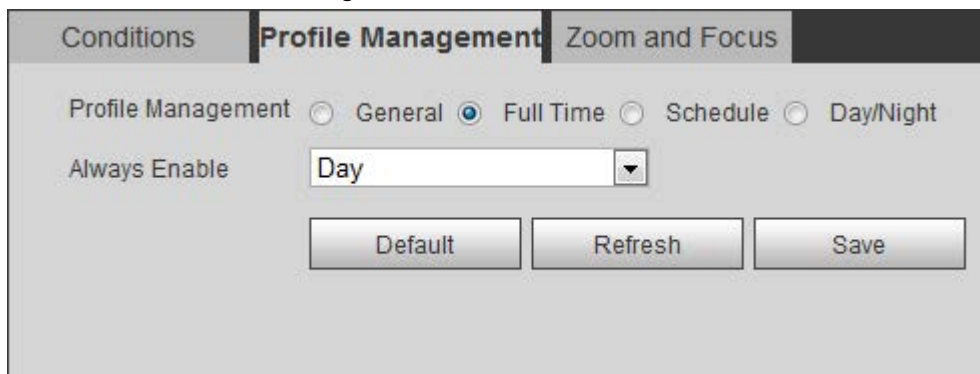 Conditions Profile Management Zoom and Focus
Profile Management General Full Time Schedule Day/Night
Always Enable Day
Default Refresh Save